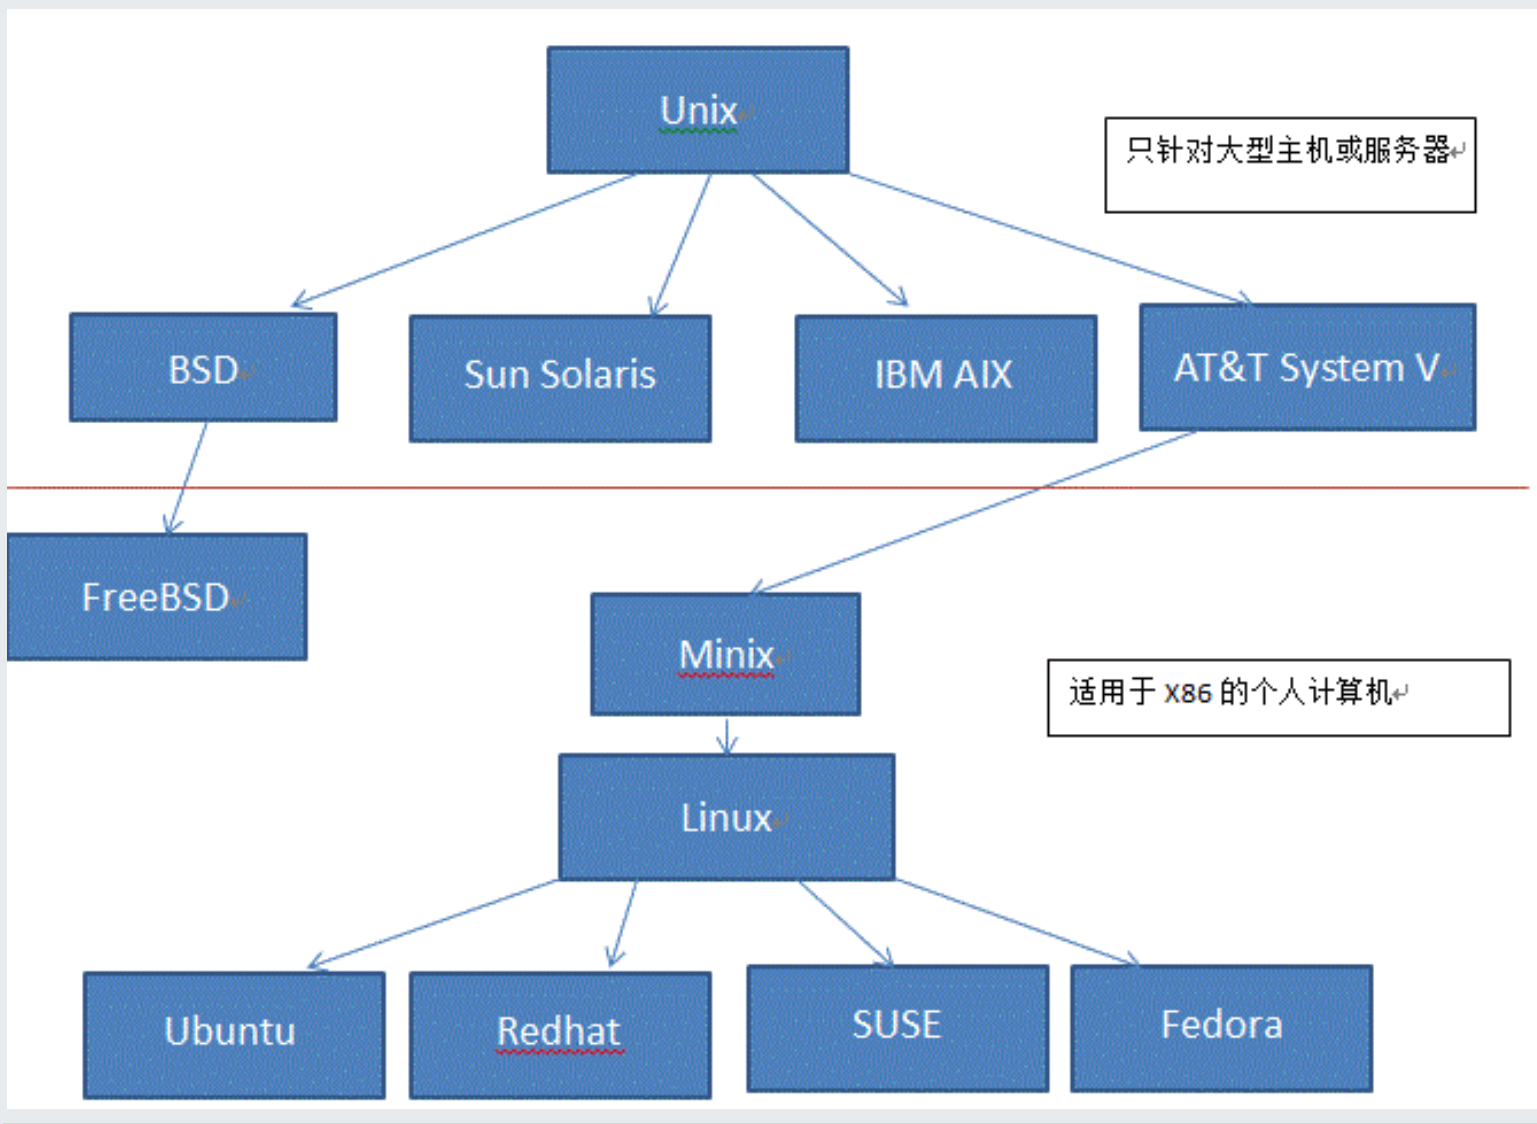 Unix
只针对大型主机或服务器
BSD
Sun Solaris
IBM AIX
AT&T System V
FreeBSD
Minix
适用于 X86 的个人计算机
Linux
Ubuntu
Redhat
SUSE
Fedora